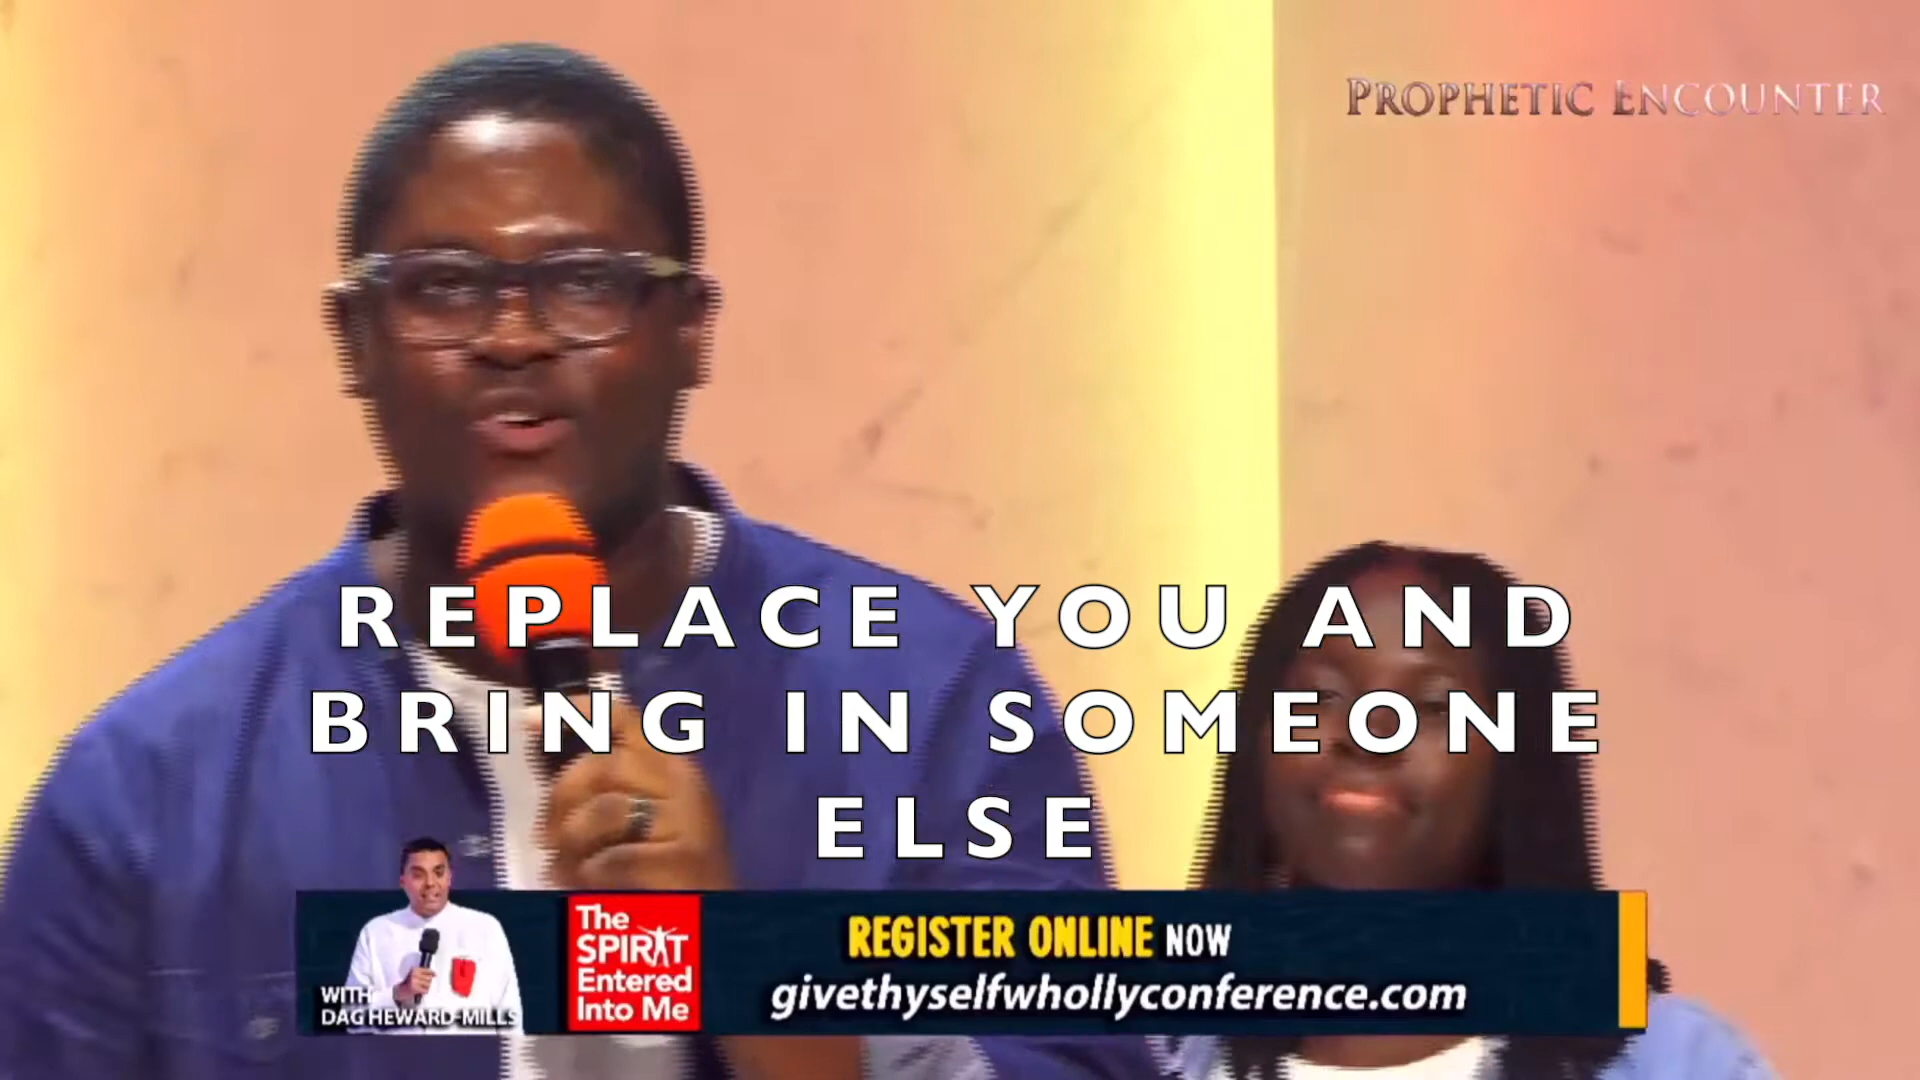 PROPHETIC ENCOUNTER
REPLACE YOU AND
BRING IN SOMEONE
ELSE
WITH
DAG HEWARD-MILLS
The
SPIRIT
Entered
Into Me
REGISTER ONLINE NOW
givethyselfwhollyconference.com